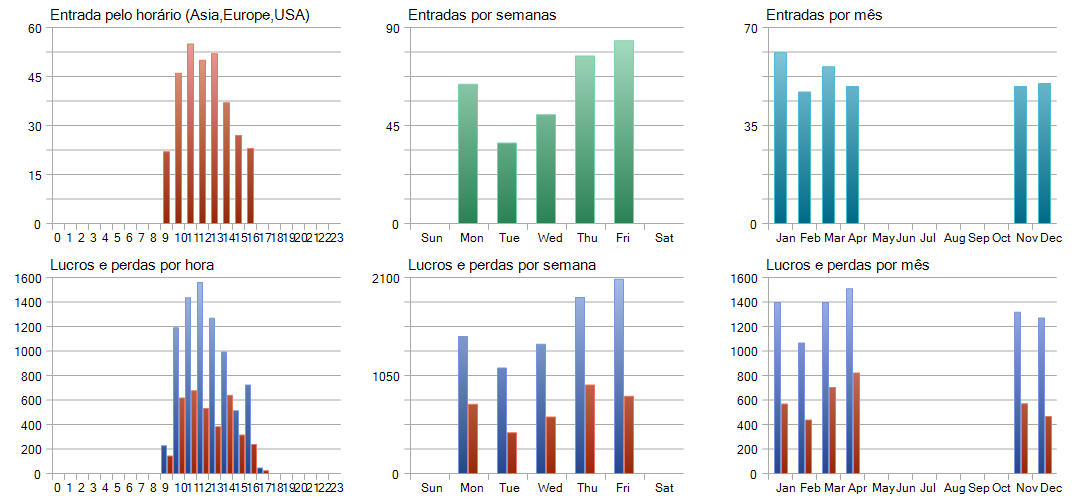 Entrada pelo horário (Asia,Europe,USA)
60
45
30
15
0
0 1 2 3 4 5 6 7 8 9 10 11 12 13 14 15 16 17 18 19 20 21 22 23
Entradas por semanas
90
45
0
Sun Mon Tue Wed Thu Fri Sat
Entradas por mês
70
35
0
Jan Feb Mar Apr May Jun Jul Aug Sep Oct Nov Dec
Lucros e perdas por hora
1600
1400
1200
1000
800
600
400
200
0
0 1 2 3 4 5 6 7 8 9 10 11 12 13 14 15 16 17 18 19 20 21 22 23
Lucros e perdas por semana
2100
1050
0
Sun Mon Tue Wed Thu Fri Sat
Lucros e perdas por mês
1600
1400
1200
1000
800
600
400
200
0
Jan Feb Mar Apr May Jun Jul Aug Sep Oct Nov Dec